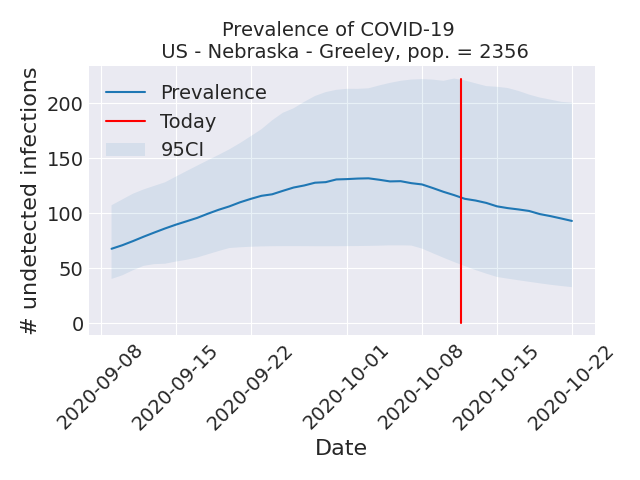 Prevalence of COVID-19
US - Nebraska - Greeley, pop. = 2356
# undetected infections
200
150
100
50
0
Prevalence
Today
95CI
2020-09-08
2020-09-15
2020-09-22
2020-10-01
2020-10-08
2020-10-15
2020-10-22
Date